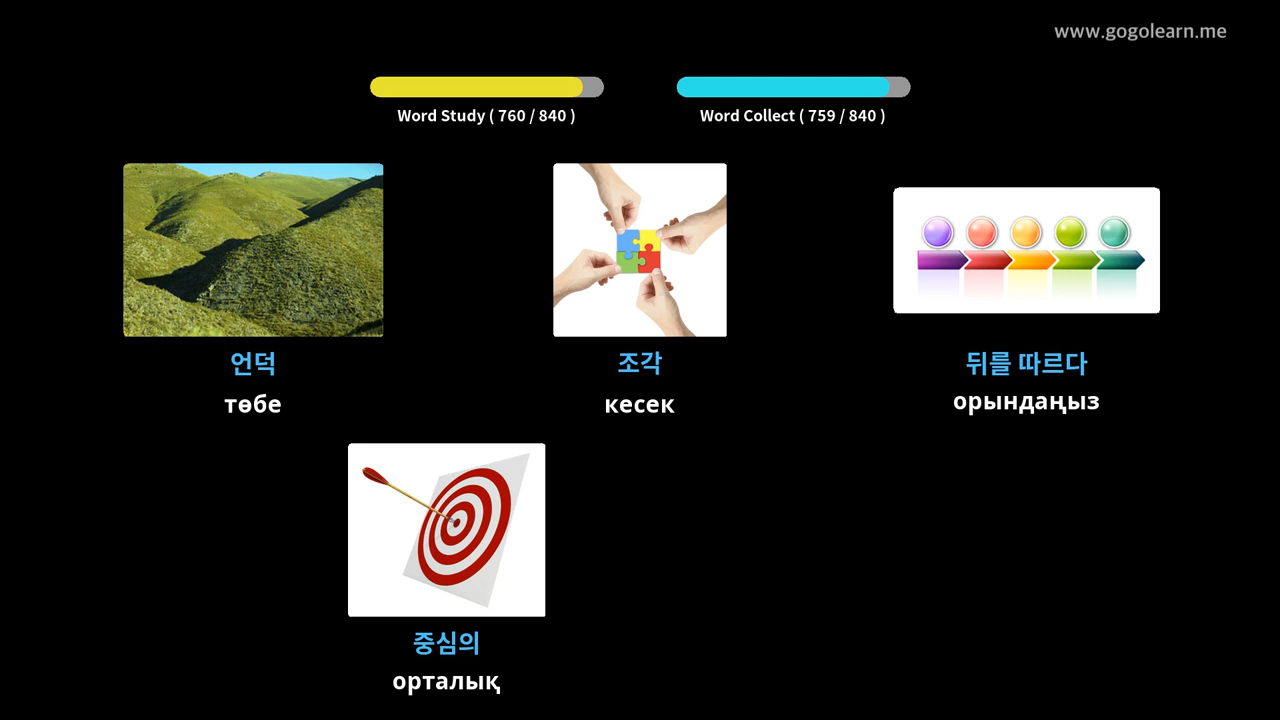 www.gogolearn.me
Word Study ( 760 / 840 )
Word Collect ( 759 / 840 )
언덕
төбе
조각
кесек
뒤를 따르다
орындаңыз
중심의
орталық